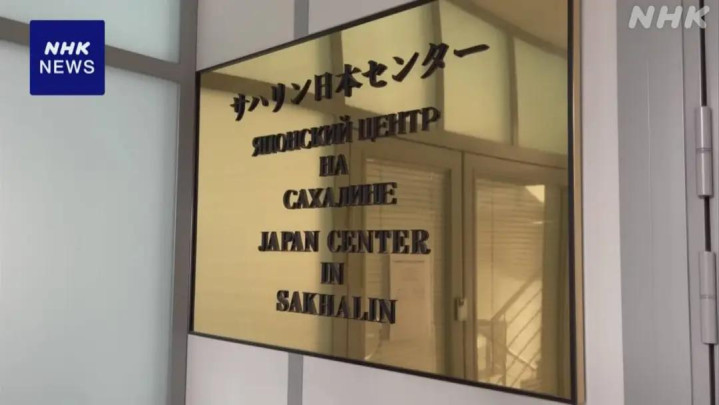 NHK
NEWS
NHK
サハリン日本センター
ЯПОНСКИЙ ЦЕНТР
НА
САХАЛИНЕ
JAPAN CENTER
IN
SAKHALIN